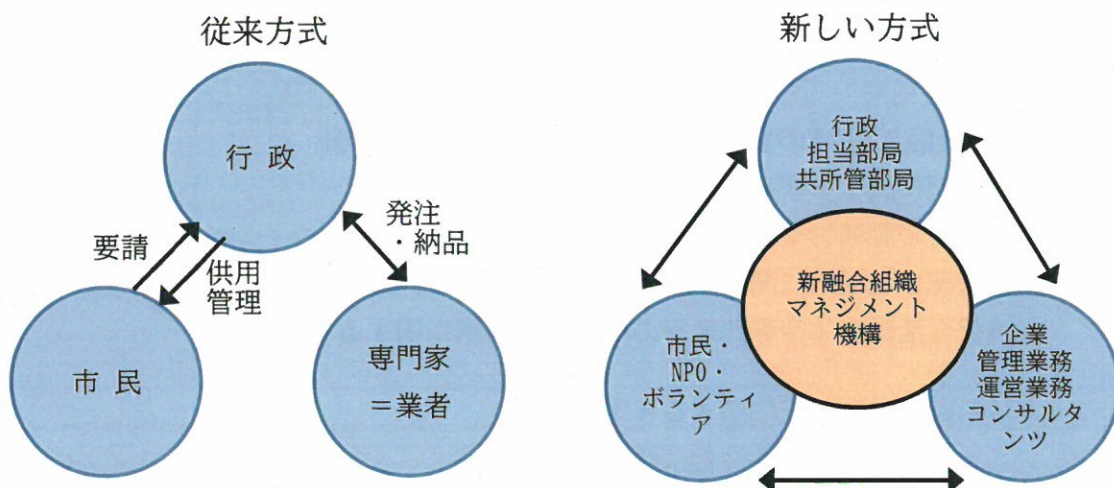 従来方式
行 政
要請
供用
管理
発注
・納品
市 民
専門家
＝業者
新しい方式
行政
担当部局
共所管部局
新融合組織
マネジメント
機構
市民・
NPO・
ボランティ
ア
企業
管理業務
運営業務
コンサルタ
ンツ